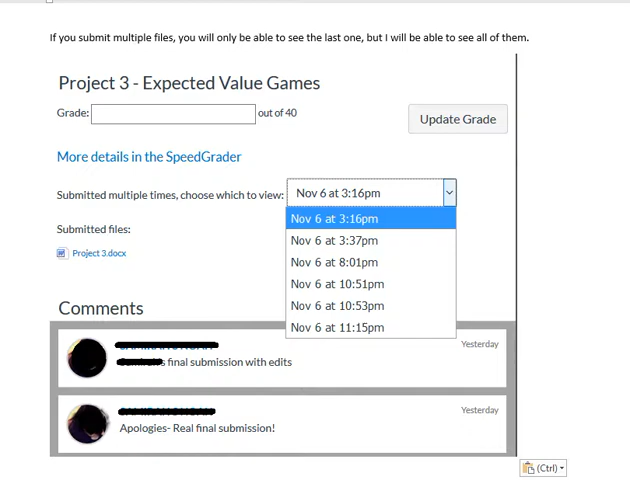 If you submit multiple files, you will only be able to see the last one, but I will be able to see all of them.
Project 3 - Expected Value Games
Grade: out of 40
Update Grade
More details in the SpeedGrader
Submitted multiple times, choose which to view: Nov 6 at 3:16pm
Nov 6 at 3:16pm
Nov 6 at 3:37pm
Nov 6 at 8:01pm
Nov 6 at 10:51pm
Nov 6 at 10:53pm
Nov 6 at 11:15pm
Submitted files:
Project 3.docx
Comments
Yesterday
's final submission with edits
Yesterday
Apologies- Real final submission!
(Ctrl)